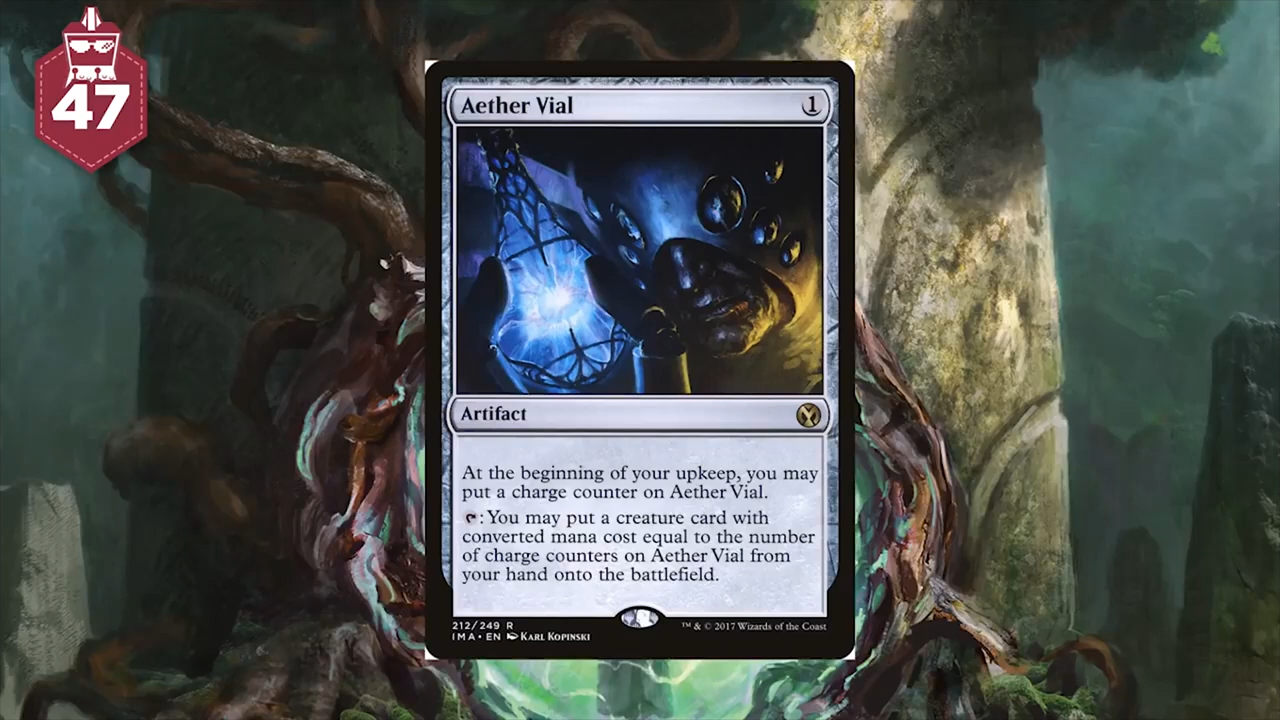 47
Aether Vial 1
Artifact
At the beginning of your upkeep, you may
put a charge counter on Aether Vial.
: You may put a creature card with
converted mana cost equal to the number
of charge counters on Aether Vial from
your hand onto the battlefield.
212/249 R
IMA • EN Karl Kopinski
™ & © 2017 Wizards of the Coast